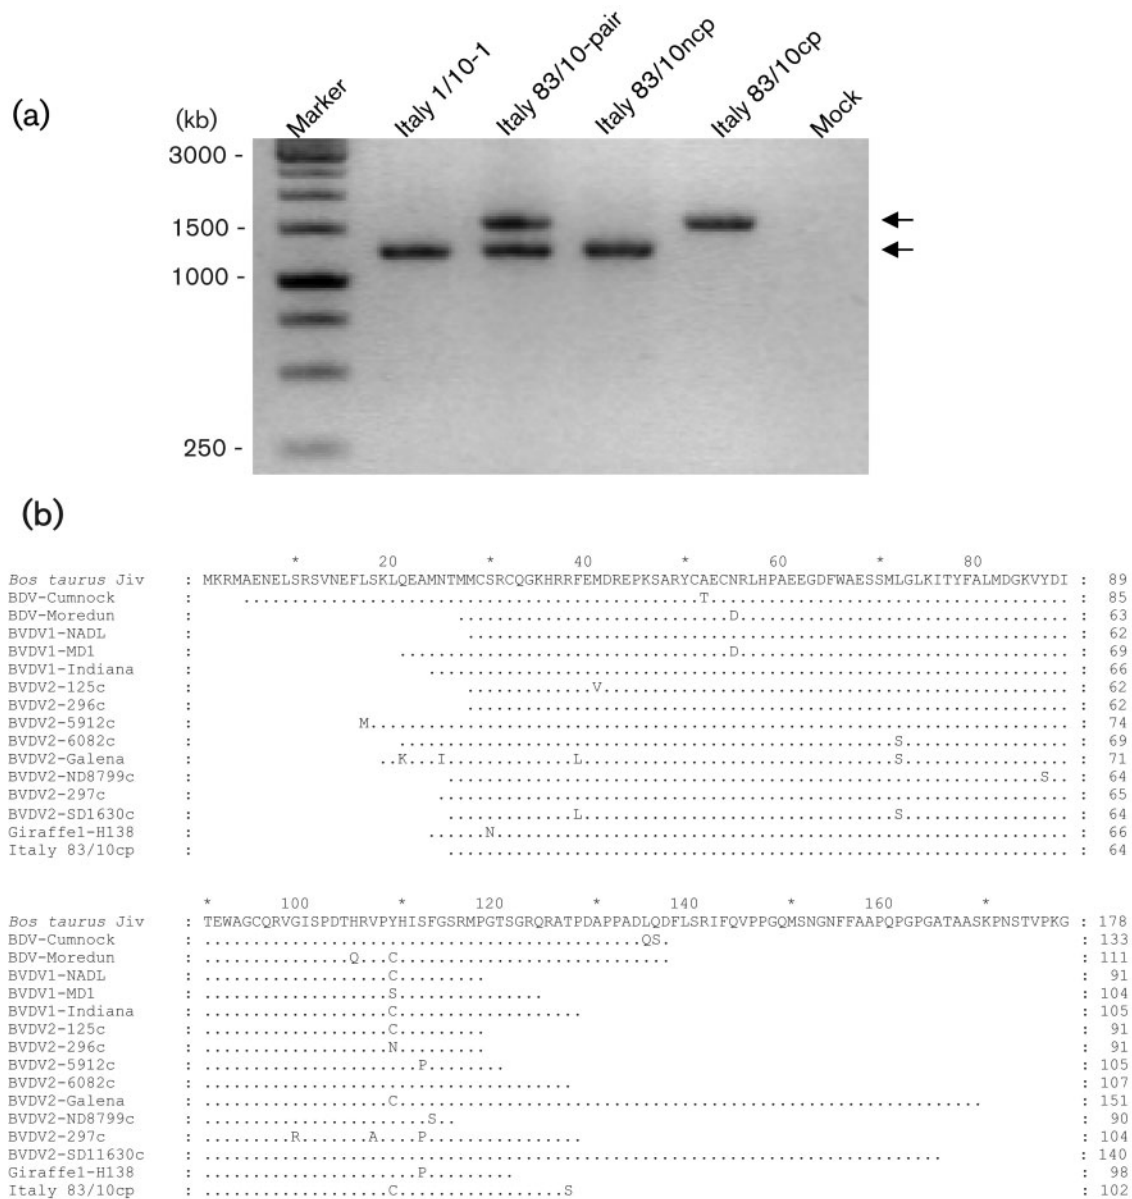 (a)
(kb)
Marker
Italy 1/10-1
Italy 83/10-pair
Italy 83/10ncp
Italy 83/10cp
Mock
3000 -
1500 -
1000 -
250 -
(b)
* 20 * 40 * 60 * 80
Bos taurus Jiv : MKRMAENELSRSVNEFLSKLQEAMNTMMCSRCQGKHRRFEMDREPKSARYCAECNRLHPAEEGDFWAESSMLGLKITYFALMDGKVYDI : 89
BDV-Cumnock : ...............................................T..................................... : 85
BDV-Moredun : ............................D.................................. : 63
BVDV1-NADL : .............................................................. : 62
BVDV1-MD1 : ..................................D.................................. : 69
BVDV1-Indiana : .................................................................. : 66
BVDV2-125c : .............V................................................ : 62
BVDV2-296c : .............................................................. : 62
BVDV2-5912c : M......................................................................... : 74
BVDV2-6082c : ...................................................S................. : 69
BVDV2-Galena : ..K...I.............L................................S................. : 71
BVDV2-ND8799c : .............................................................S.. : 64
BVDV2-297c : ................................................................. : 65
BVDV2-SD1630c : .............L................................S................. : 64
Giraffe1-H138 : ......N........................................................... : 66
Italy 83/10cp : ................................................................ : 64
* 100 * 120 * 140 * 160 *
Bos taurus Jiv : TEWAGCQRVGISPDTHRVPYHISFGSRMPGTSGRQRATPDAPPADLQDFLSRIFQVPPGQMSNGNFFAAPQPGPGATAASKPNSTVPKG : 178
BDV-Cumnock : .............................................QS. : 133
BDV-Moredun : ...............Q...C............................ : 111
BVDV1-NADL : ...................C......... : 91
BVDV1-MD1 : ...................S............... : 104
BVDV1-Indiana : ...................C................... : 105
BVDV2-125c : ...................C......... : 91
BVDV2-296c : ...................N......... : 91
BVDV2-5912c : ......................P........ : 105
BVDV2-6082c : ...................................... : 107
BVDV2-Galena : ...................C............................................................ : 151
BVDV2-ND8799c : .......................S.. : 90
BVDV2-297c : .........R.......A....P................ : 104
BVDV2-SD11630c : ............................................................................ : 140
Giraffe1-H138 : ......................P......... : 98
Italy 83/10cp : ...................C.................S : 102